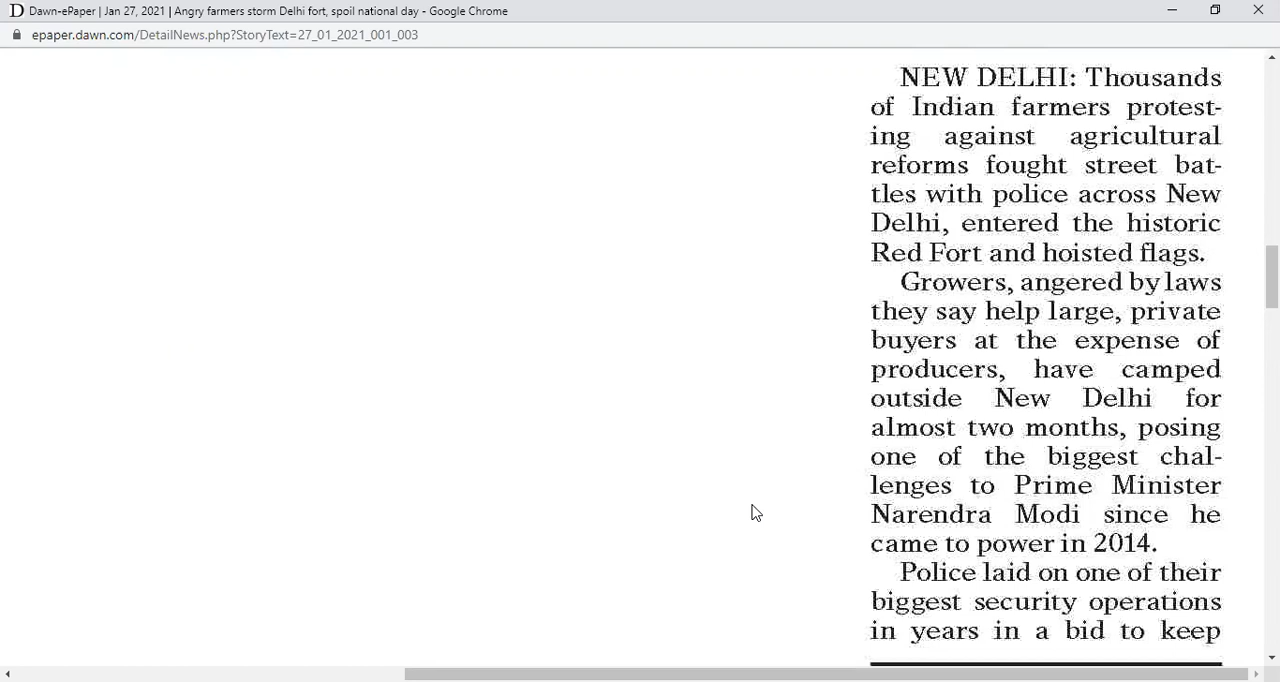 Dawn-ePaper | Jan 27, 2021 | Angry farmers storm Delhi fort, spoil national day - Google Chrome
epaper.dawn.com/DetailNews.php?StoryText=27_01_2021_001_003
NEW DELHI: Thousands
of Indian farmers protest-
ing against agricultural
reforms fought street bat-
tles with police across New
Delhi, entered the historic
Red Fort and hoisted flags.
Growers, angered by laws
they say help large, private
buyers at the expense of
producers, have camped
outside New Delhi for
almost two months, posing
one of the biggest chal-
lenges to Prime Minister
Narendra Modi since he
came to power in 2014.
Police laid on one of their
biggest security operations
in years in a bid to keep